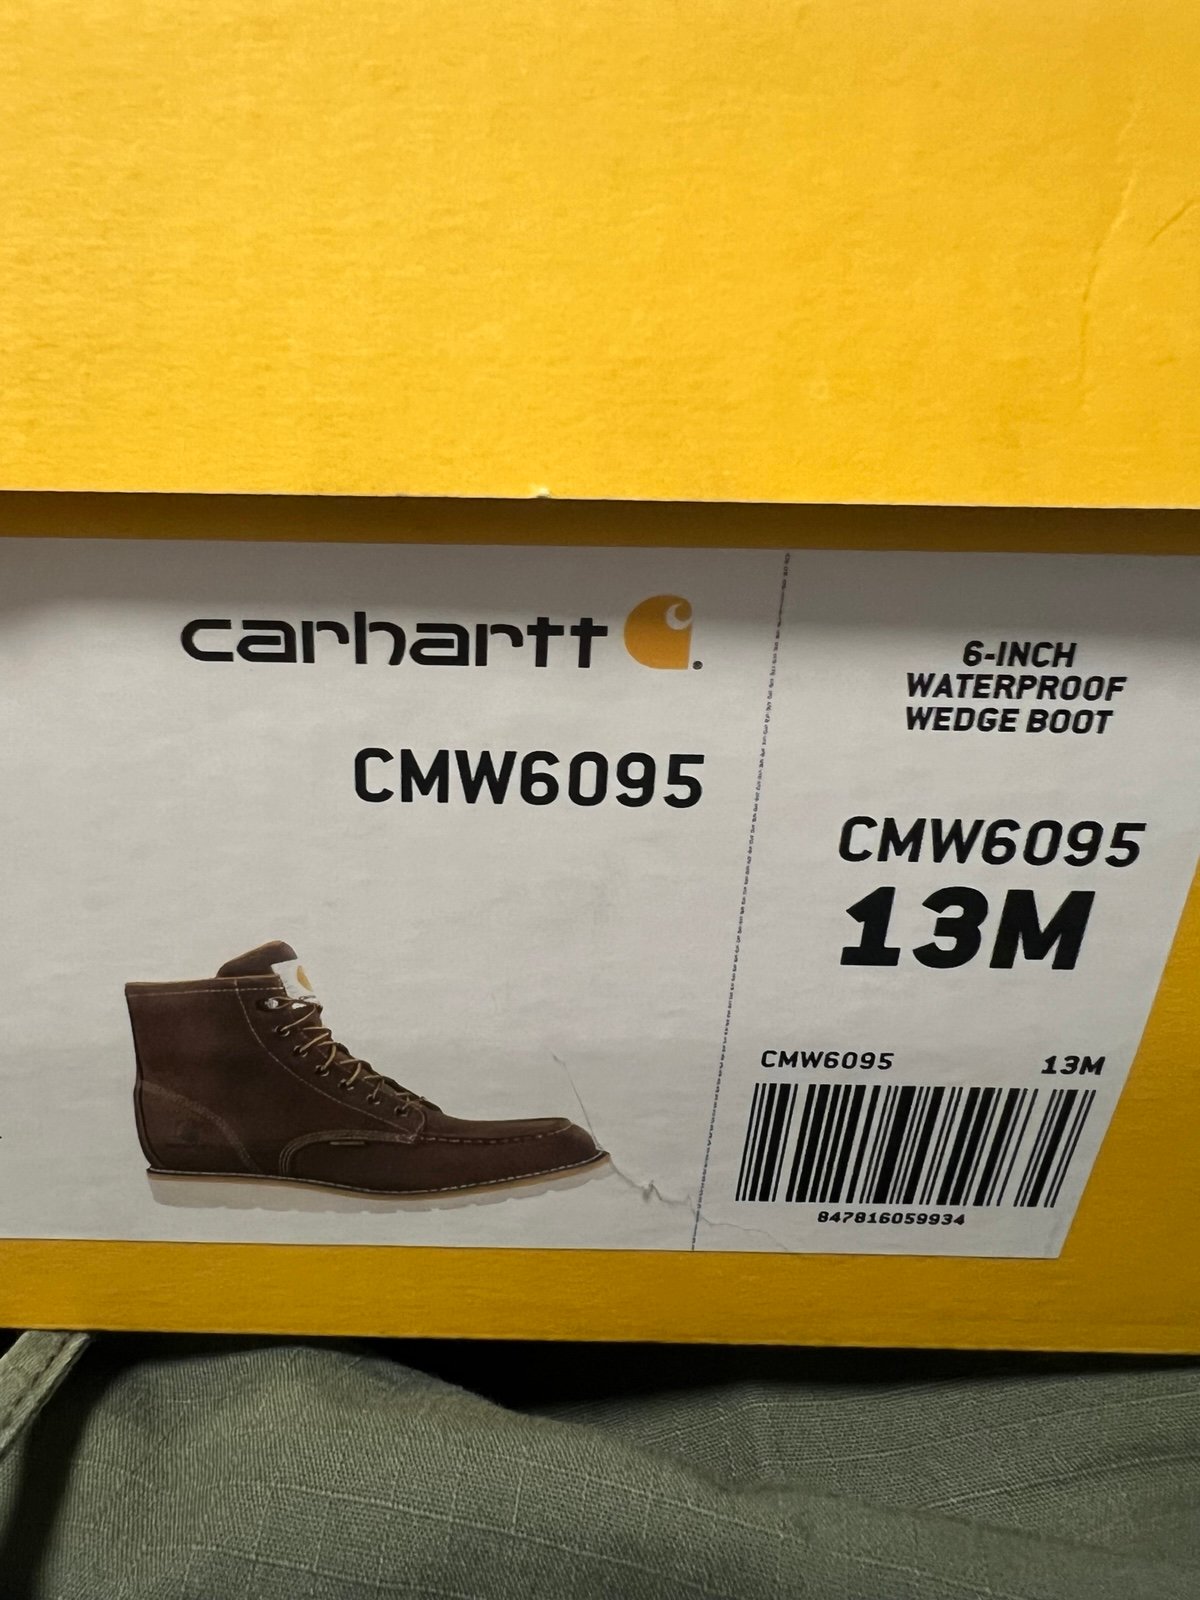 carhartt
CMW6095
6-INCH
WATERPROOF
WEDGE BOOT
CMW6095
13M
CMW6095 13M
847816059934